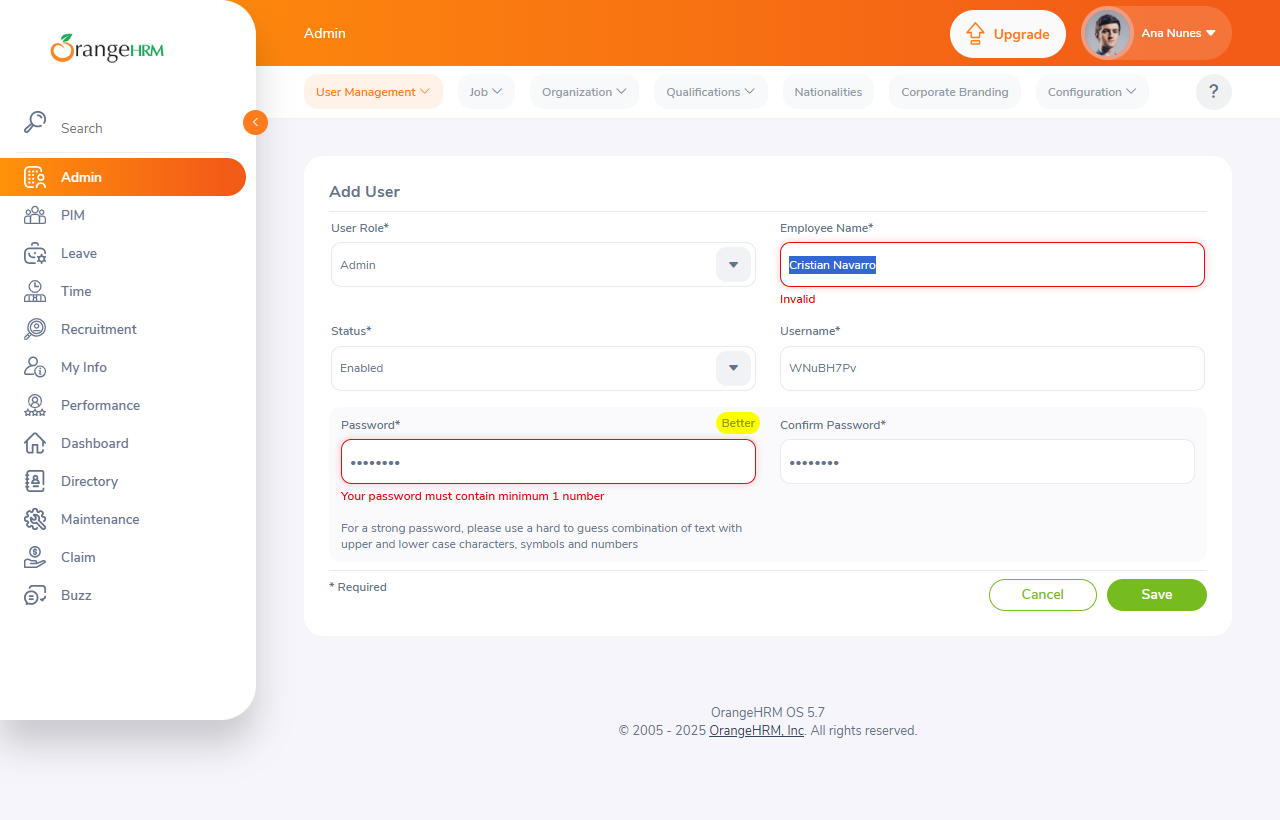 OrangeHRM
Search
Admin
PIM
Leave
Time
Recruitment
My Info
Performance
Dashboard
Directory
Maintenance
Claim
Buzz
Admin
Upgrade
Ana Nunes
User Management
Job
Organization
Qualifications
Nationalities
Corporate Branding
Configuration
?
Add User
User Role*
Admin
Employee Name*
Cristian Navarro
Invalid
Status*
Enabled
Username*
WNuBH7Pv
Password*
Better
••••••••
Your password must contain minimum 1 number
For a strong password, please use a hard to guess combination of text with
upper and lower case characters, symbols and numbers
Confirm Password*
••••••••
* Required
Cancel
Save
OrangeHRM OS 5.7
© 2005 - 2025 OrangeHRM, Inc. All rights reserved.